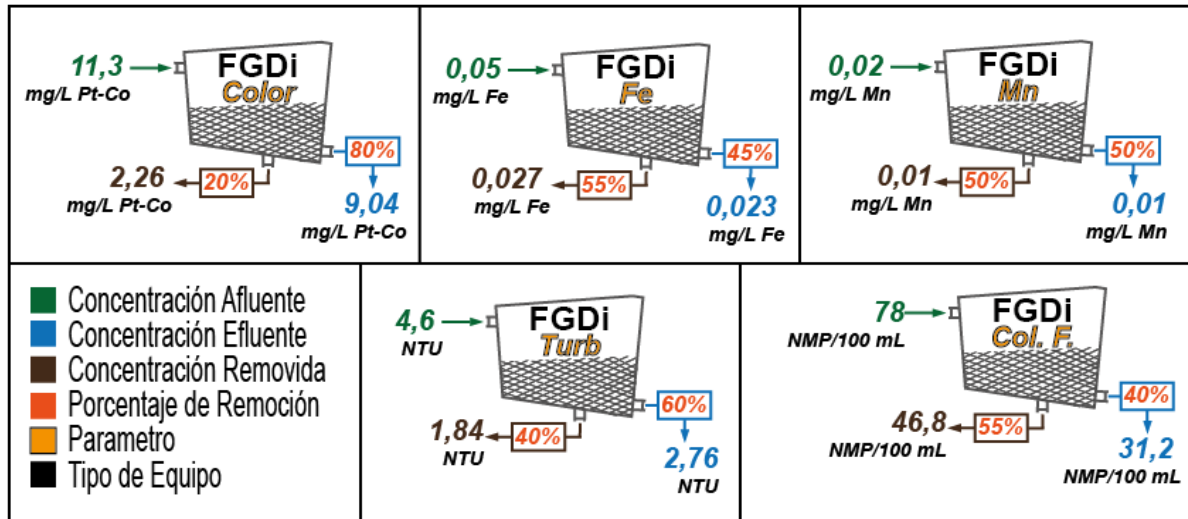 11,3
mg/L Pt-Co
FGDi
Color
80%
20%
2,26
mg/L Pt-Co
9,04
mg/L Pt-Co
0,05
mg/L Fe
FGDi
Fe
45%
55%
0,027
mg/L Fe
0,023
mg/L Fe
0,02
mg/L Mn
FGDi
Mn
50%
50%
0,01
mg/L Mn
0,01
mg/L Mn
Concentración Afluente
Concentración Efluente
Concentración Removida
Porcentaje de Remoción
Parametro
Tipo de Equipo
4,6
NTU
FGDi
Turb
60%
40%
1,84
NTU
2,76
NTU
78
NMP/100 mL
FGDi
Col. F.
40%
55%
46,8
NMP/100 mL
31,2
NMP/100 mL